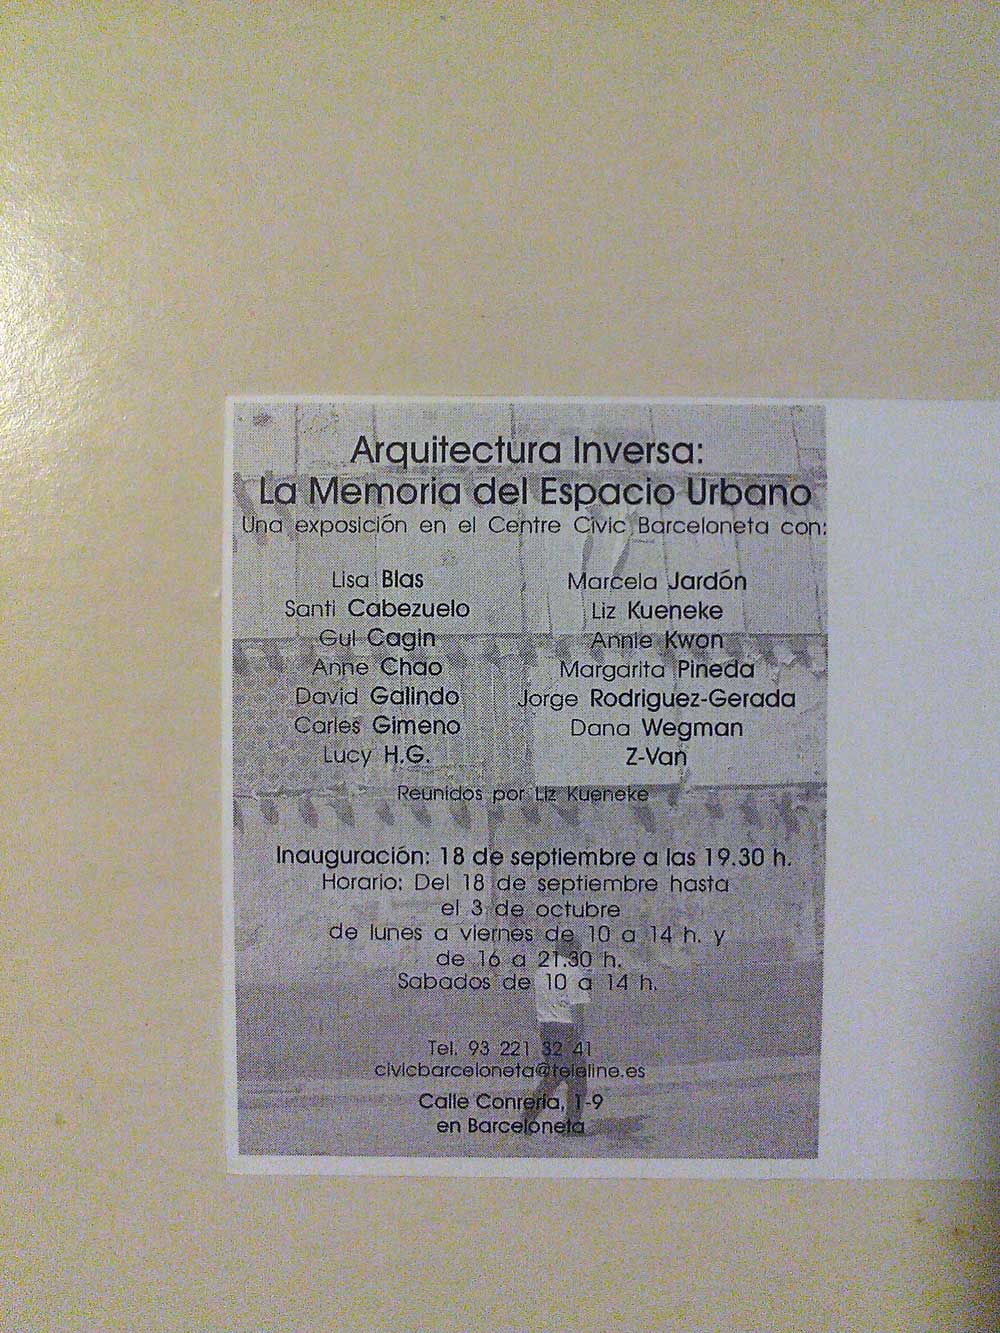 Arquitectura Inversa:
La Memoria del Espacio Urbano
Una exposición en el Centre Civic Barceloneta con:
Lisa Blas
Santi Cabezuelo
Gul Cagin
Anne Chao
David Galindo
Carles Gimeno
Lucy H.G.
Marcela Jardón
Liz Kueneke
Annie Kwon
Margarita Pineda
Jorge Rodriguez-Gerada
Dana Wegman
Z-Van
Reunidos por Liz Kueneke
Inauguración: 18 de septiembre a las 19.30 h.
Horario: Del 18 de septiembre hasta
el 3 de octubre
de lunes a viernes de 10 a 14 h. y
de 16 a 21.30 h.
Sabados de 10 a 14 h.
Tel. 93 221 32 41
civicbarceloneta@teleline.es
Calle Conreria, 1-9
en Barceloneta